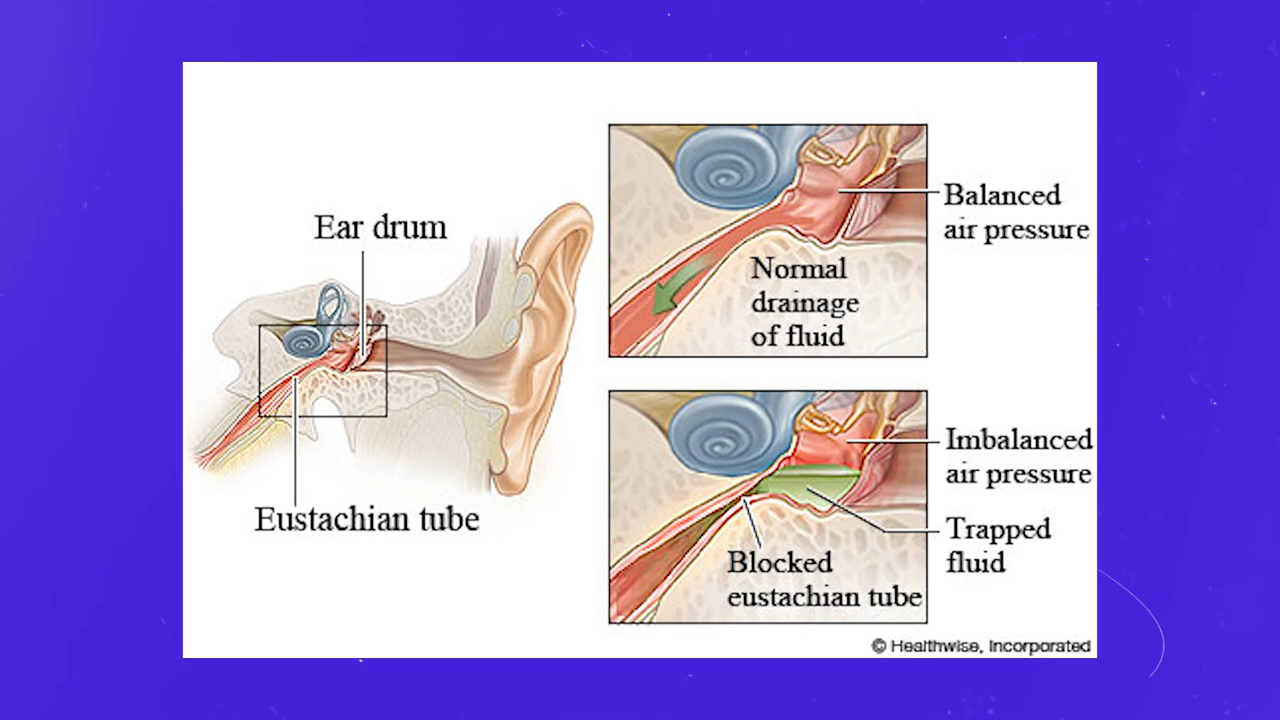 Ear drum
Eustachian tube
Balanced
air pressure
Normal
drainage
of fluid
Imbalanced
air pressure
Trapped
fluid
Blocked
eustachian tube
© Healthwise, Incorporated